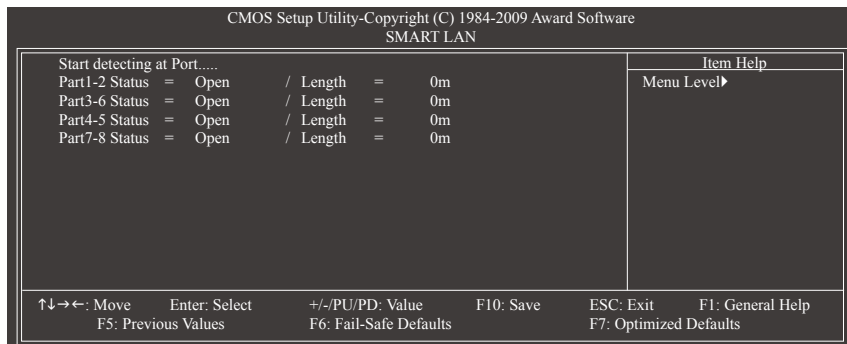 CMOS Setup Utility-Copyright (C) 1984-2009 Award Software
SMART LAN
Start detecting at Port.....
Part1-2 Status = Open / Length = 0m
Part3-6 Status = Open / Length = 0m
Part4-5 Status = Open / Length = 0m
Part7-8 Status = Open / Length = 0m
Item Help
Menu Level▶
↑↓→←: Move Enter: Select +/-/PU/PD: Value F10: Save ESC: Exit F1: General Help
F5: Previous Values F6: Fail-Safe Defaults F7: Optimized Defaults